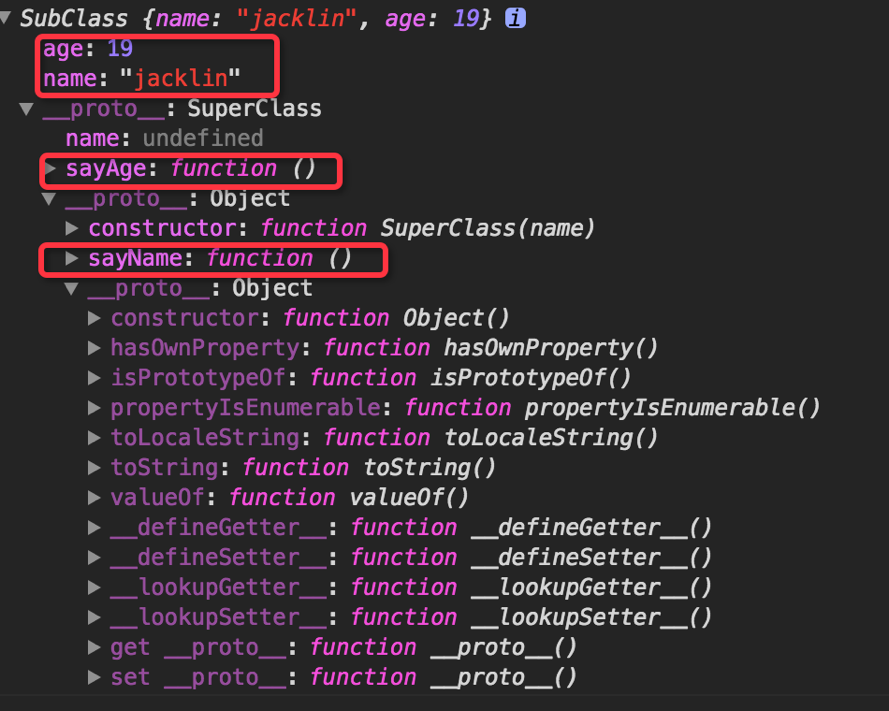 ▼ SubClass {name: "jacklin", age: 19} i
age: 19
name: "jacklin"
▼ __proto__: SuperClass
name: undefined
▶ sayAge: function ()
▼ __proto__: Object
▶ constructor: function SuperClass(name)
▶ sayName: function ()
▼ __proto__: Object
▶ constructor: function Object()
▶ hasOwnProperty: function hasOwnProperty()
▶ isPrototypeOf: function isPrototypeOf()
▶ propertyIsEnumerable: function propertyIsEnumerable()
▶ toLocaleString: function toLocaleString()
▶ toString: function toString()
▶ valueOf: function valueOf()
▶ __defineGetter__: function __defineGetter__()
▶ __defineSetter__: function __defineSetter__()
▶ __lookupGetter__: function __lookupGetter__()
▶ __lookupSetter__: function __lookupSetter__()
▶ get __proto__: function __proto__()
▶ set __proto__: function __proto__()